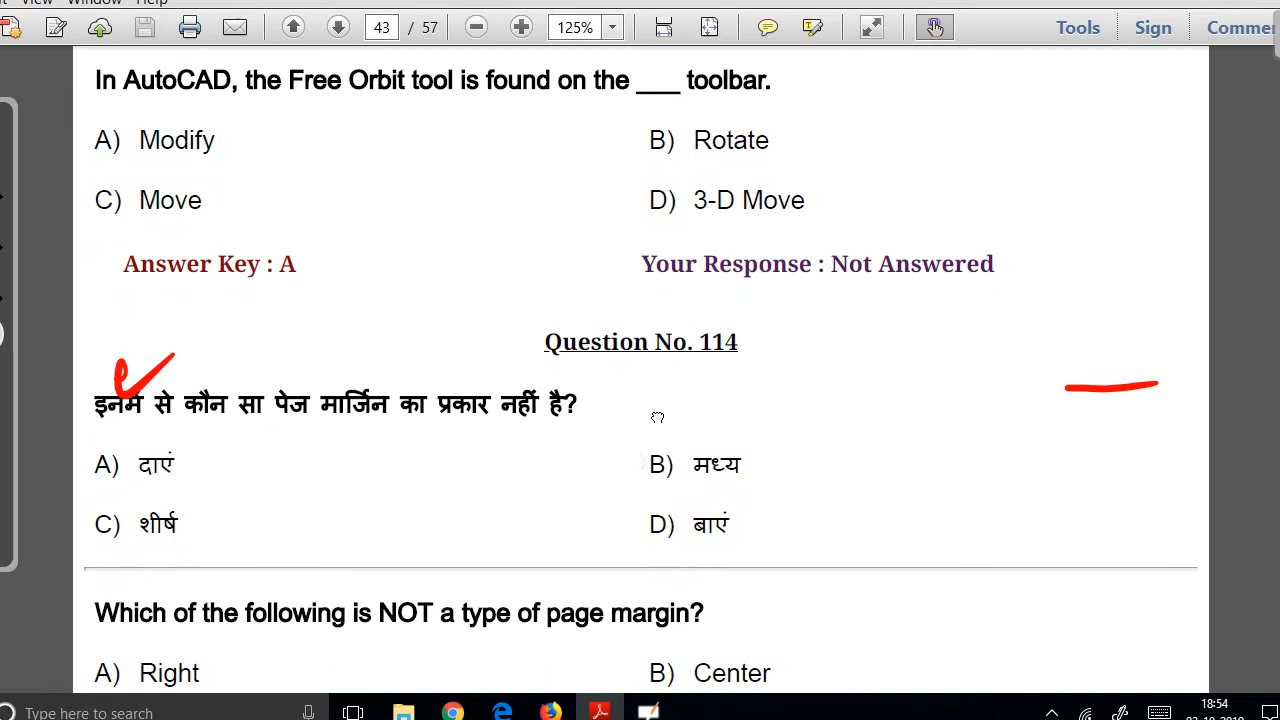 43 / 57
125%
Tools
Sign
In AutoCAD, the Free Orbit tool is found on the ___ toolbar.
A) Modify
B) Rotate
C) Move
D) 3-D Move
Answer Key : A
Your Response : Not Answered
Question No. 114
इनमे से कौन सा पेज मार्जिन का प्रकार नहीं है?
A) दाएं
B) मध्य
C) शीर्ष
D) बाएं
Which of the following is NOT a type of page margin?
A) Right
B) Center
Type here to search
18:54